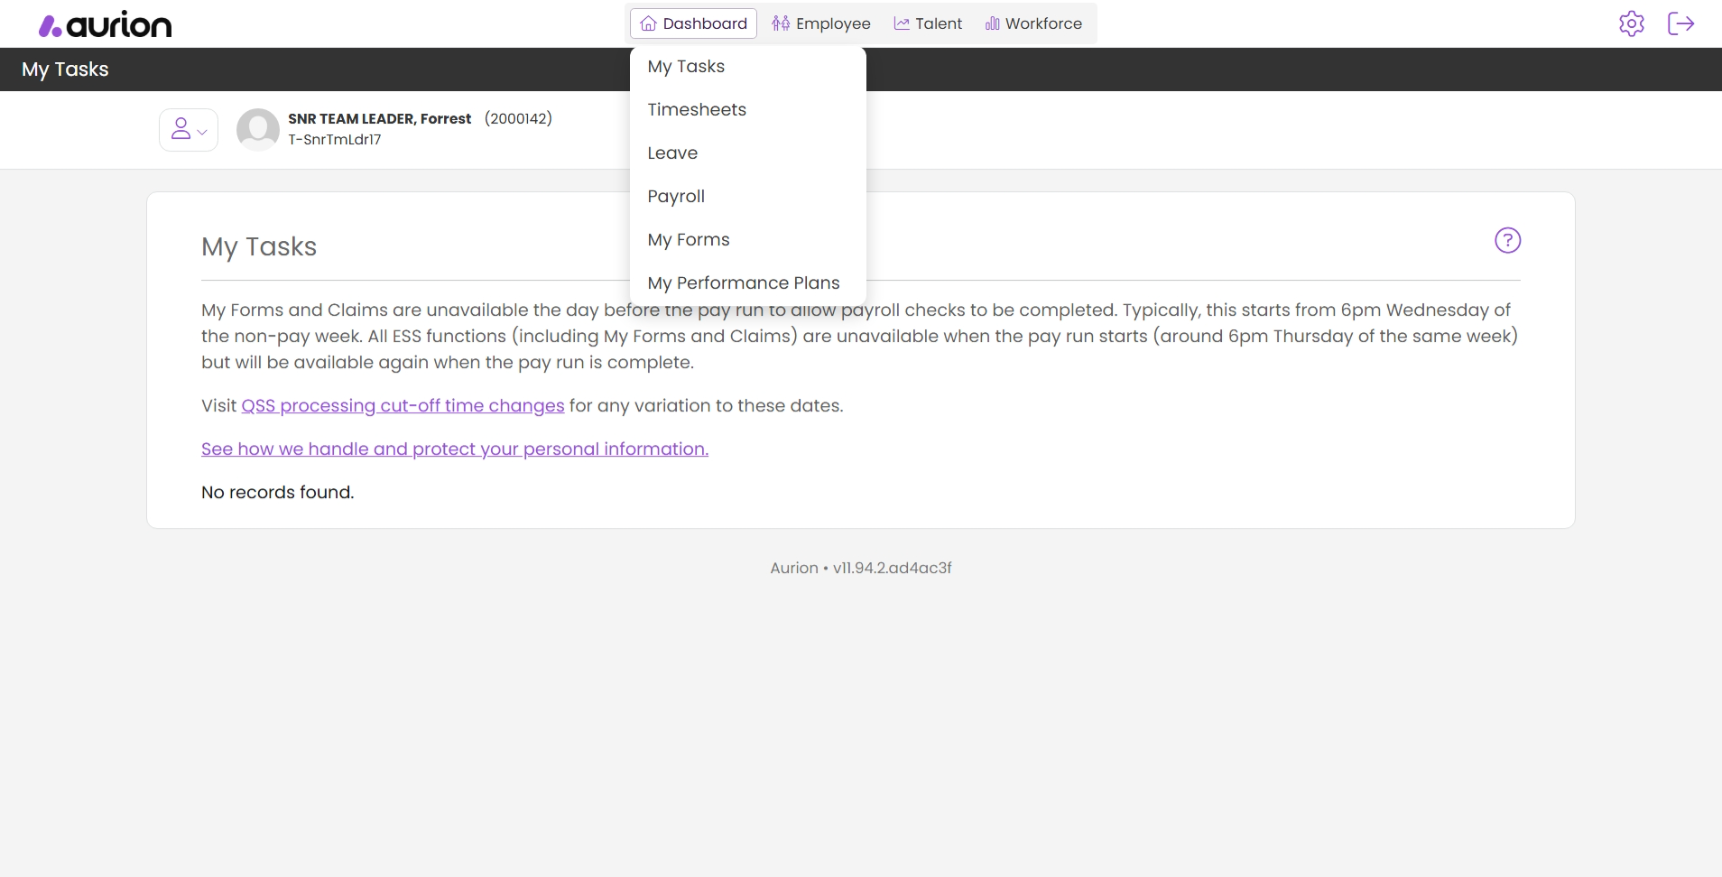 aurion
Dashboard
Employee
Talent
Workforce
My Tasks
My Tasks
Timesheets
Leave
Payroll
My Forms
My Performance Plans
SNR TEAM LEADER, Forrest (2000142)
T-SnrTmLdr17
My Tasks
?
My Forms and Claims are unavailable the day before the pay run to allow payroll checks to be completed. Typically, this starts from 6pm Wednesday of
the non-pay week. All ESS functions (including My Forms and Claims) are unavailable when the pay run starts (around 6pm Thursday of the same week)
but will be available again when the pay run is complete.
Visit QSS processing cut-off time changes for any variation to these dates.
See how we handle and protect your personal information.
No records found.
Aurion • v11.94.2.ad4ac3f